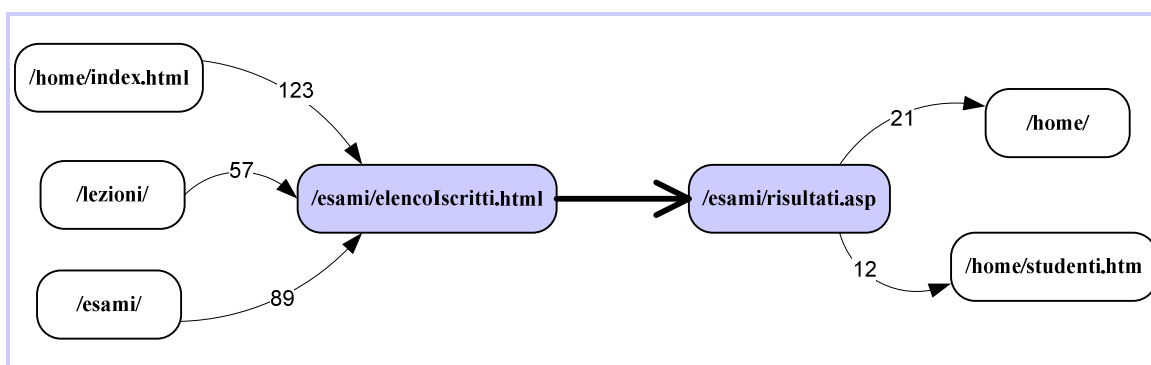 /home/index.html
123
/lezioni/
57
/esami/
89
/esami/elencoIscritti.html
/esami/risultati.asp
21
/home/
12
/home/studenti.htm